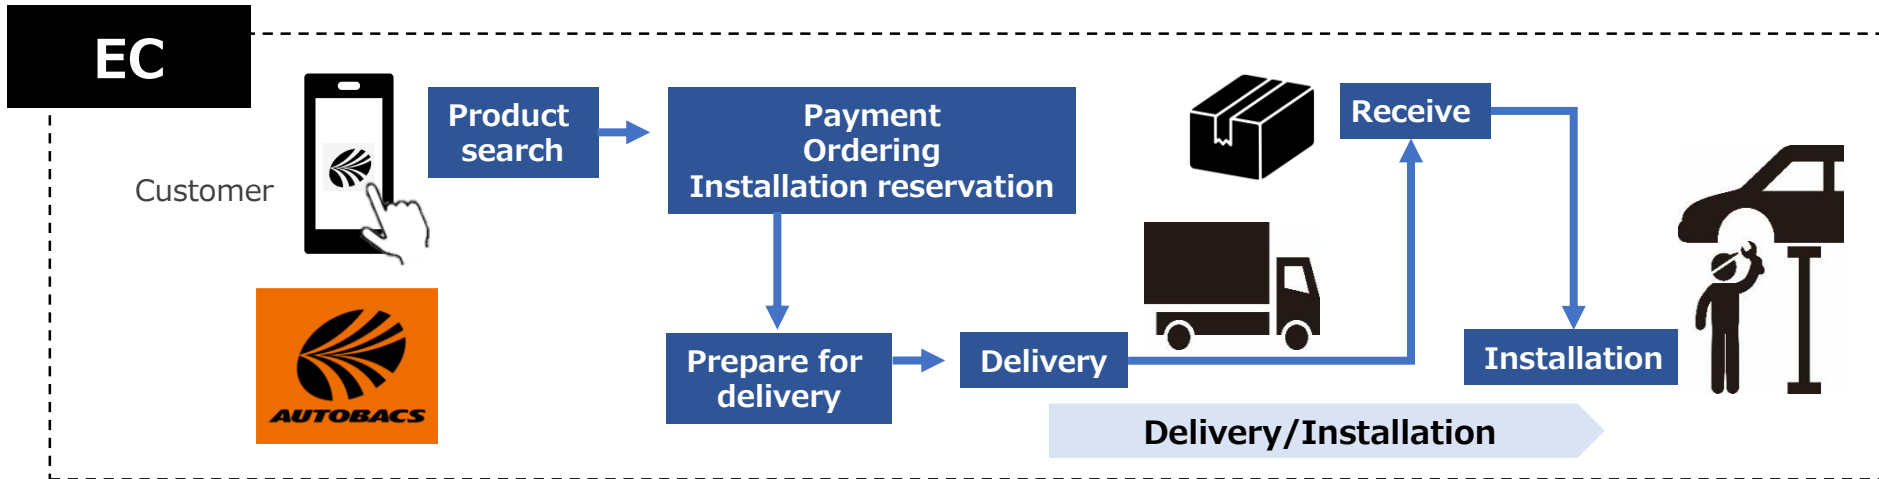 EC
Product
search
Payment
Ordering
Installation reservation
Receive
Customer
AUTOBACS
Prepare for
delivery
Delivery
Installation
Delivery/Installation